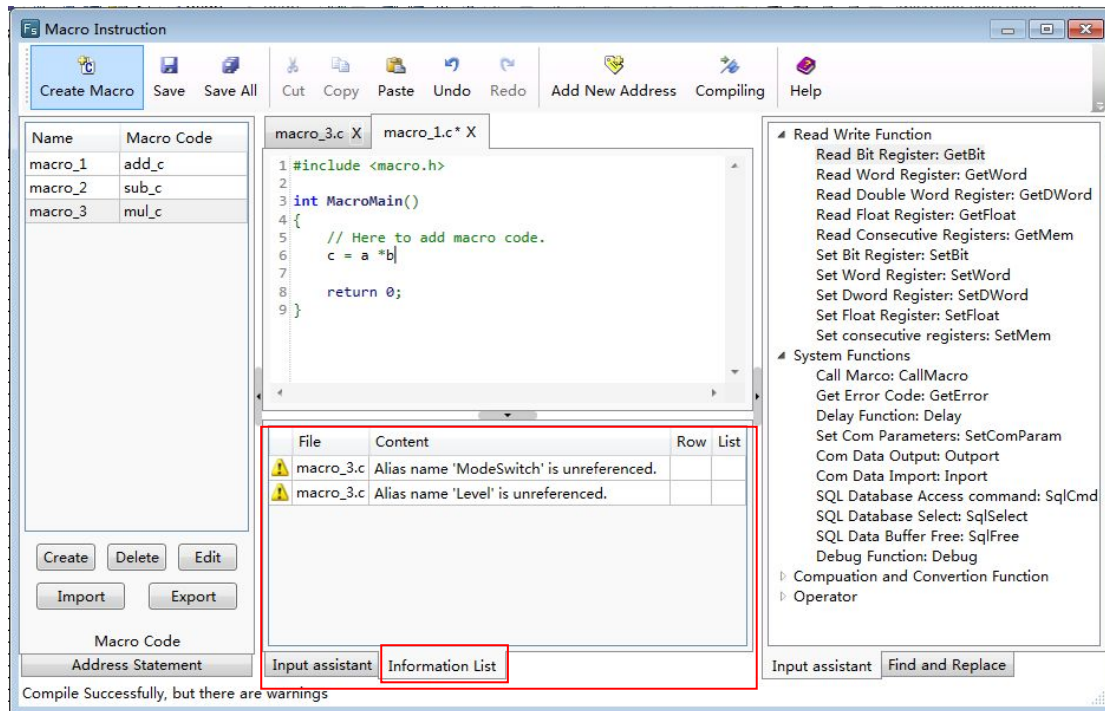 Fs Macro Instruction
Create Macro Save Save All Cut Copy Paste Undo Redo Add New Address Compiling Help
Name Macro Code
macro_1 add_c
macro_2 sub_c
macro_3 mul_c
Create Delete Edit
Import Export
Macro Code
Address Statement
macro_3.c X macro_1.c* X
1 #include <macro.h>
2
3 int MacroMain()
4 {
5 // Here to add macro code.
6 c = a *b
7
8 return 0;
9 }
File Content Row List
macro_3.c Alias name 'ModeSwitch' is unreferenced.
macro_3.c Alias name 'Level' is unreferenced.
Input assistant Information List
Read Write Function
Read Bit Register: GetBit
Read Word Register: GetWord
Read Double Word Register: GetDWord
Read Float Register: GetFloat
Read Consecutive Registers: GetMem
Set Bit Register: SetBit
Set Word Register: SetWord
Set Dword Register: SetDWord
Set Float Register: SetFloat
Set consecutive registers: SetMem
System Functions
Call Marco: CallMacro
Get Error Code: GetError
Delay Function: Delay
Set Com Parameters: SetComParam
Com Data Output: Outport
Com Data Import: Inport
SQL Database Access command: SqlCmd
SQL Database Select: SqlSelect
SQL Data Buffer Free: SqlFree
Debug Function: Debug
Compuation and Convertion Function
Operator
Input assistant Find and Replace
Compile Successfully, but there are warnings